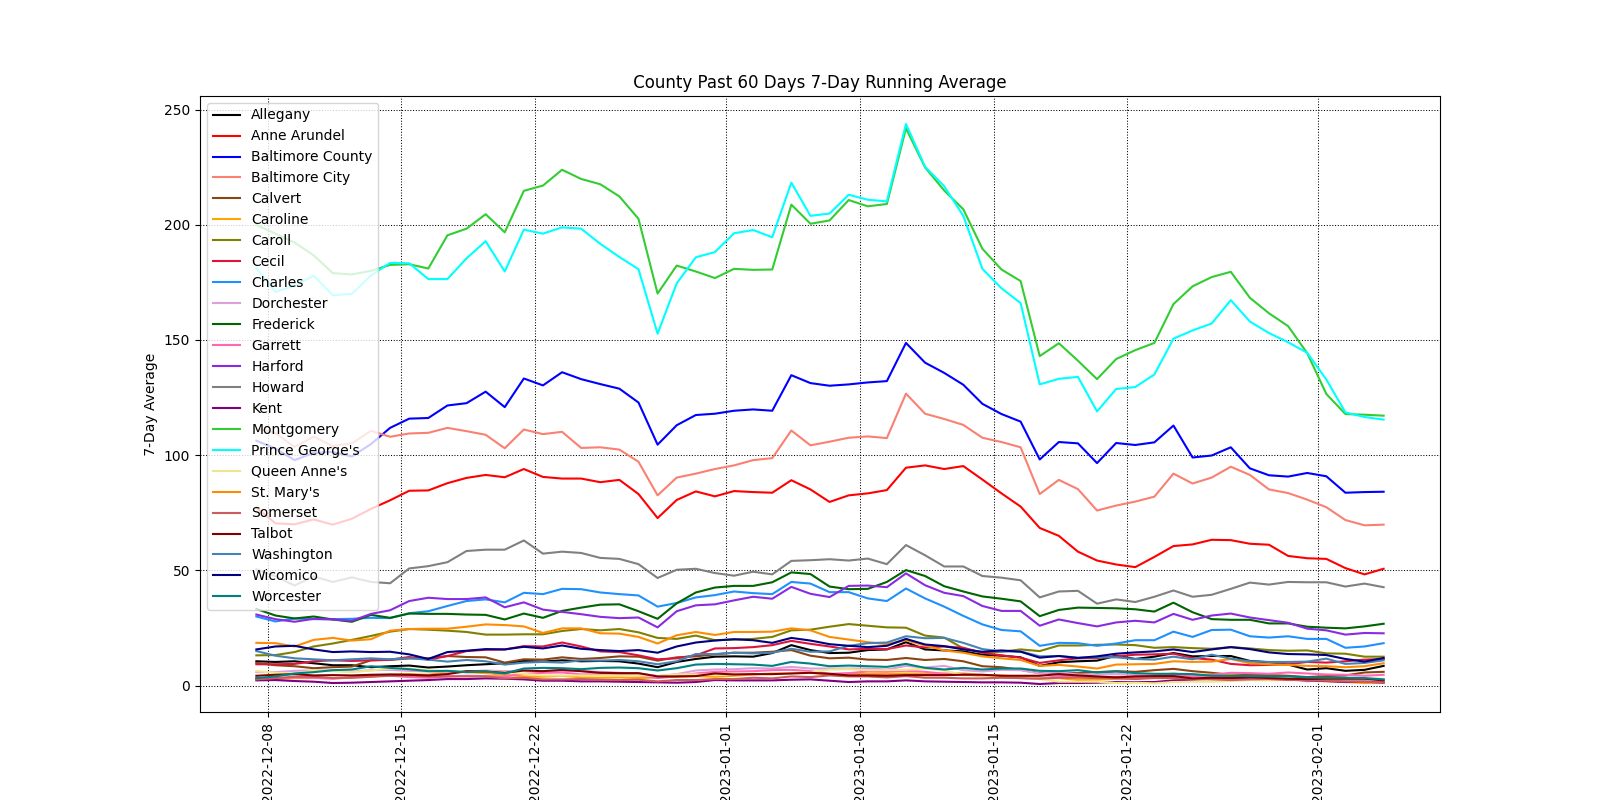 County Past 60 Days 7-Day Running Average
250
200
150
100
50
0
7-Day Average
Allegany
Anne Arundel
Baltimore County
Baltimore City
Calvert
Caroline
Caroll
Cecil
Charles
Dorchester
Frederick
Garrett
Harford
Howard
Kent
Montgomery
Prince George's
Queen Anne's
St. Mary's
Somerset
Talbot
Washington
Wicomico
Worcester
2022-12-08
2022-12-15
2022-12-22
2023-01-01
2023-01-08
2023-01-15
2023-01-22
2023-02-01